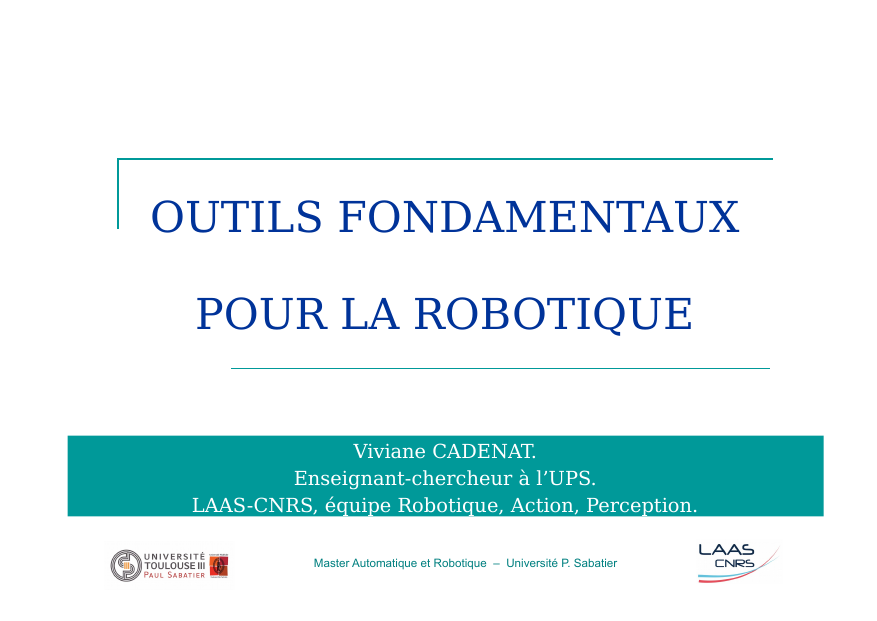 OUTILS FONDAMENTAUX
POUR LA ROBOTIQUE
Viviane CADENAT.
Enseignant-chercheur à l’UPS.
LAAS-CNRS, équipe Robotique, Action, Perception.
UNIVERSITÉ
TOULOUSE III
PAUL SABATIER
Master Automatique et Robotique – Université P. Sabatier
LAAS
CNRS